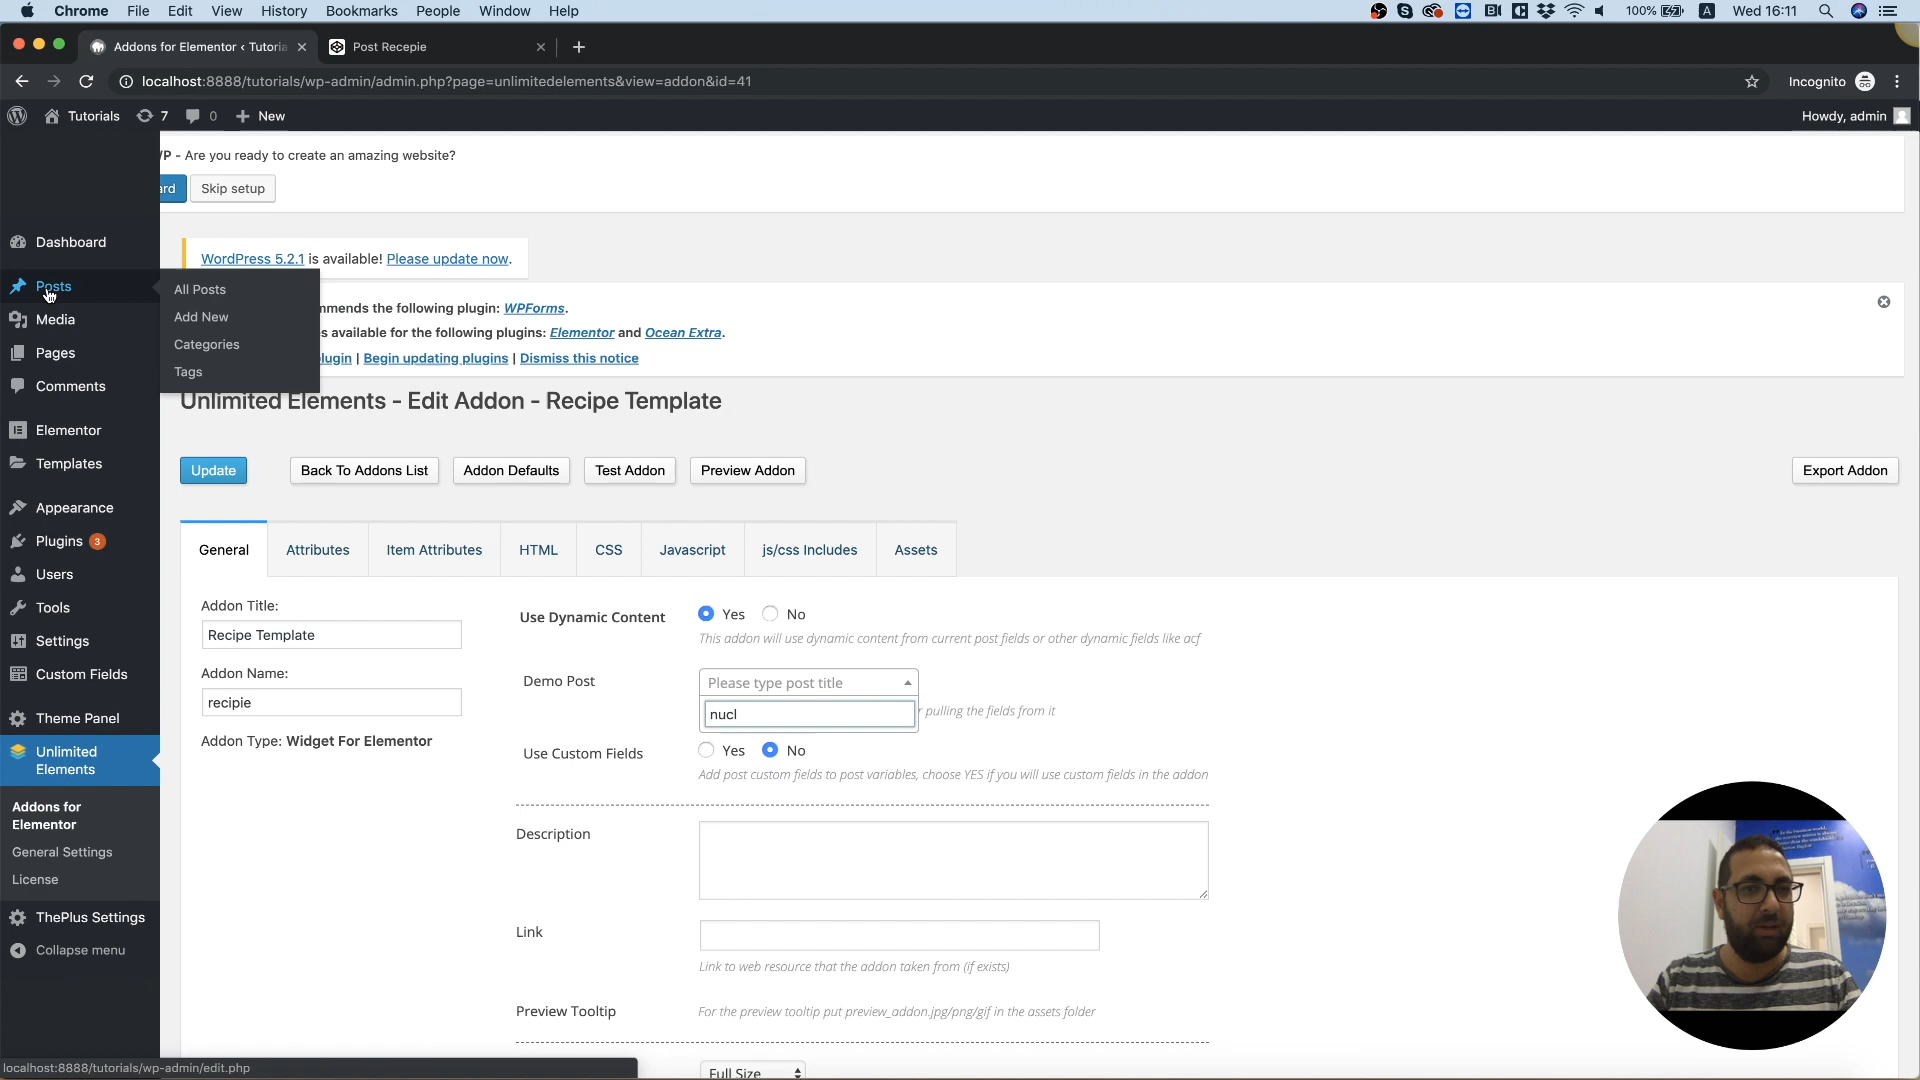 Chrome File Edit View History Bookmarks People Window Help
100% A Wed 16:11
Addons for Elementor ‹ Tutoria
Post Recepie
localhost:8888/tutorials/wp-admin/admin.php?page=unlimitedelements&view=addon&id=41
Incognito
Tutorials 7 0 New
Howdy, admin
/P - Are you ready to create an amazing website?
ard Skip setup
Dashboard
WordPress 5.2.1 is available! Please update now.
Posts
Media
Pages
Comments
Elementor
Templates
Appearance
Plugins 3
Users
Tools
Settings
Custom Fields
Theme Panel
Unlimited
Elements
Addons for
Elementor
General Settings
License
ThePlus Settings
Collapse menu
All Posts
Add New
Categories
Tags
mmends the following plugin: WPForms.
s available for the following plugins: Elementor and Ocean Extra.
lugin | Begin updating plugins | Dismiss this notice
Unlimited Elements - Edit Addon - Recipe Template
Update Back To Addons List Addon Defaults Test Addon Preview Addon Export Addon
General Attributes Item Attributes HTML CSS Javascript js/css Includes Assets
Addon Title:
Recipe Template
Addon Name:
recipie
Addon Type: Widget For Elementor
Use Dynamic Content Yes No
This addon will use dynamic content from current post fields or other dynamic fields like acf
Demo Post Please type post title
nucl
r pulling the fields from it
Use Custom Fields Yes No
Add post custom fields to post variables, choose YES if you will use custom fields in the addon
Description
Link
Link to web resource that the addon taken from (if exists)
Preview Tooltip For the preview tooltip put preview_addon.jpg/png/gif in the assets folder
Full Size
localhost:8888/tutorials/wp-admin/edit.php